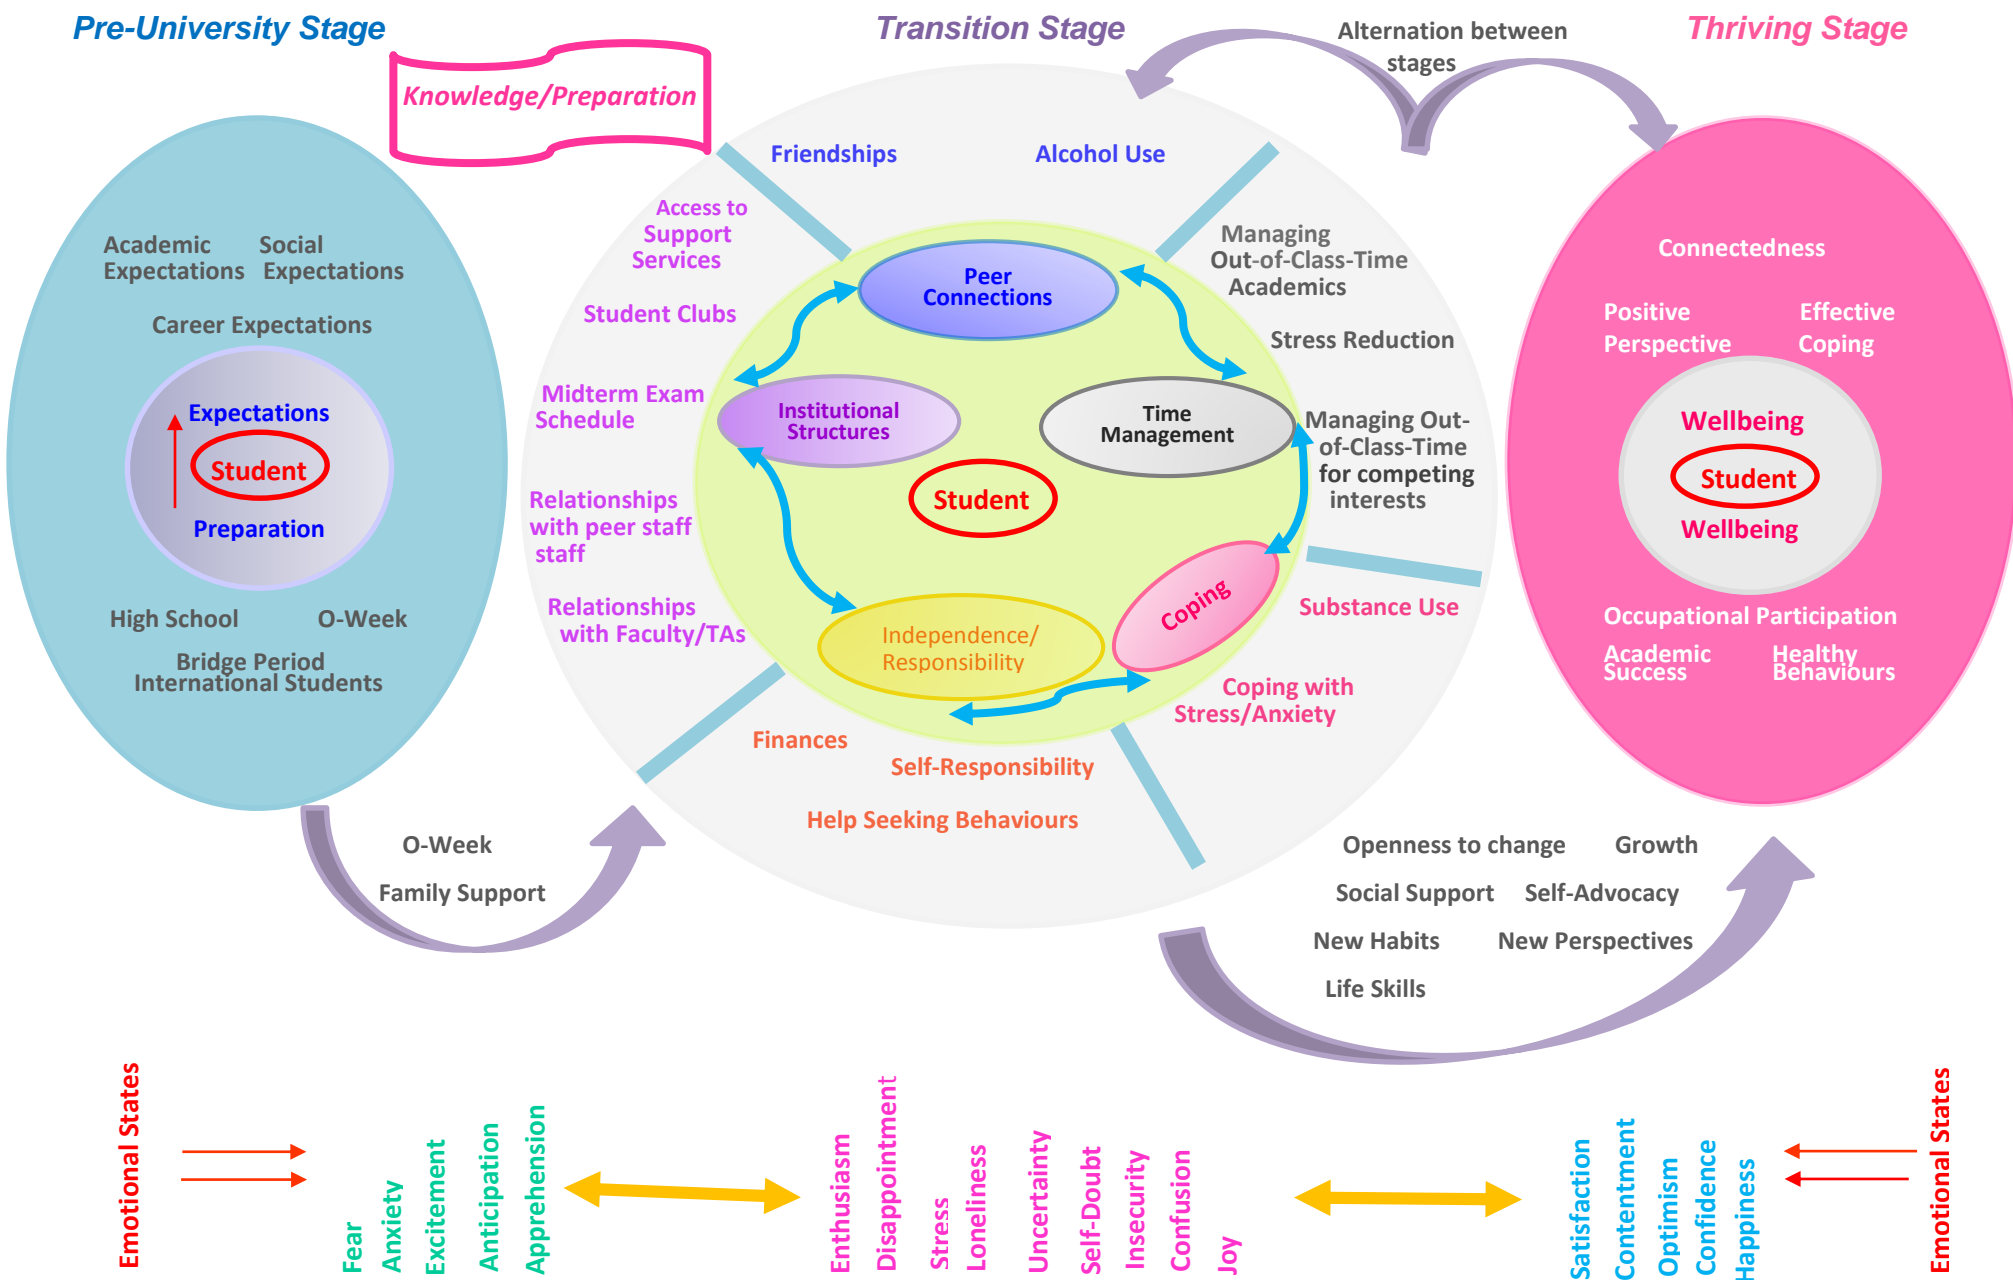 Pre-University Stage
Transition Stage
Alternation between
stages
Thriving Stage
Knowledge/Preparation
Academic
Expectations
Social
Expectations
Career Expectations
Expectations
Student
Preparation
High School
O-Week
Bridge Period
International Students
Friendships
Alcohol Use
Access to
Support
Services
Student Clubs
Midterm Exam
Schedule
Relationships
with peer staff
staff
Relationships
with Faculty/TAs
Peer
Connections
Institutional
Structures
Time
Management
Student
Independence/
Responsibility
Coping
Managing
Out-of-Class-Time
Academics
Stress Reduction
Managing Out-
of-Class-Time
for competing
interests
Substance Use
Coping with
Stress/Anxiety
Finances
Self-Responsibility
Help Seeking Behaviours
Connectedness
Positive
Perspective
Effective
Coping
Wellbeing
Student
Wellbeing
Occupational Participation
Academic
Success
Healthy
Behaviours
O-Week
Family Support
Openness to change
Growth
Social Support
Self-Advocacy
New Habits
New Perspectives
Life Skills
Emotional States
Fear
Anxiety
Excitement
Anticipation
Apprehension
Enthusiasm
Disappointment
Stress
Loneliness
Uncertainty
Self-Doubt
Insecurity
Confusion
Joy
Satisfaction
Contentment
Optimism
Confidence
Happiness
Emotional States